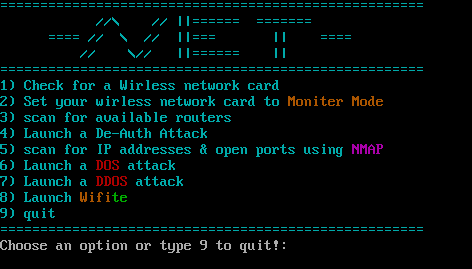 1) Check for a Wirless network card
2) Set your wirless network card to Moniter Mode
3) scan for available routers
4) Launch a De-Auth Attack
5) scan for IP addresses & open ports using NMAP
6) Launch a DOS attack
7) Launch a DDOS attack
8) Launch Wifite
9) quit
Choose an option or type 9 to quit!: